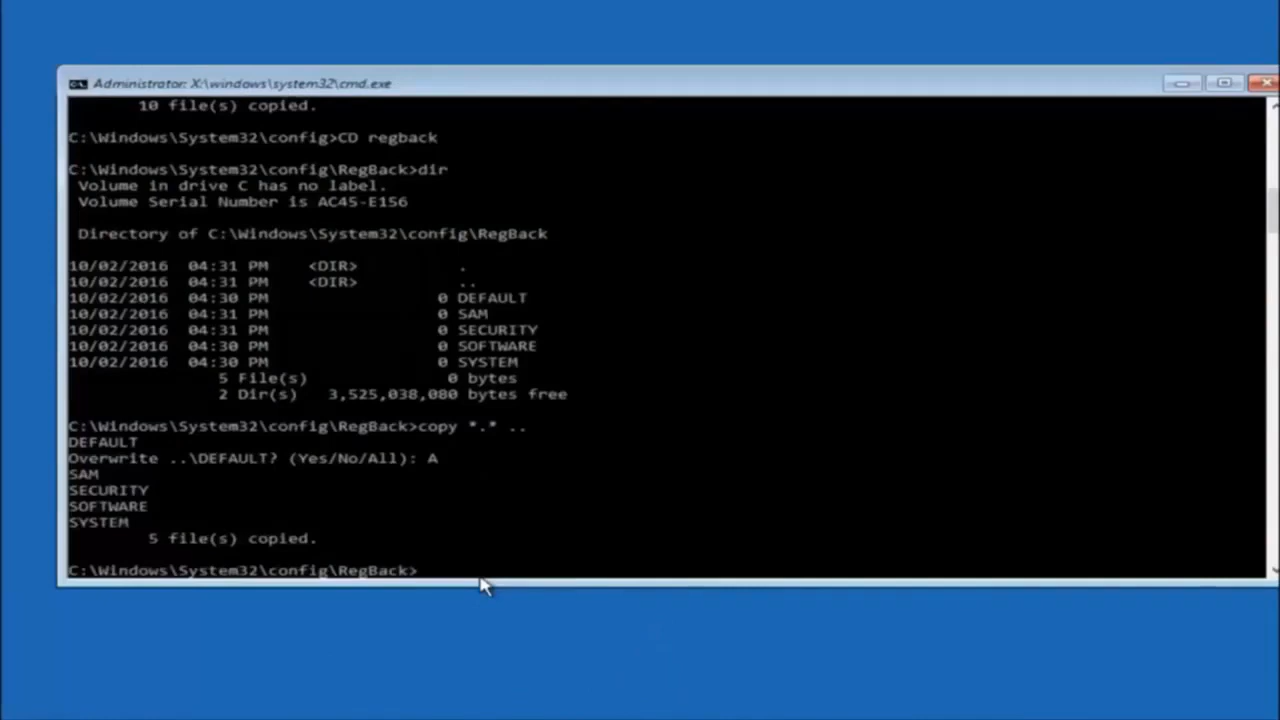 Administrator: X:\windows\system32\cmd.exe
10 file(s) copied.
C:\Windows\System32\config>CD regback
C:\Windows\System32\config\RegBack>dir
Volume in drive C has no label.
Volume Serial Number is AC45-E156
Directory of C:\Windows\System32\config\RegBack
10/02/2016 04:31 PM <DIR> .
10/02/2016 04:31 PM <DIR> ..
10/02/2016 04:30 PM 0 DEFAULT
10/02/2016 04:31 PM 0 SAM
10/02/2016 04:31 PM 0 SECURITY
10/02/2016 04:30 PM 0 SOFTWARE
10/02/2016 04:30 PM 0 SYSTEM
5 File(s) 0 bytes
2 Dir(s) 3,525,038,080 bytes free
C:\Windows\System32\config\RegBack>copy *.* ..
DEFAULT
Overwrite ..\DEFAULT? (Yes/No/All): A
SAM
SECURITY
SOFTWARE
SYSTEM
5 file(s) copied.
C:\Windows\System32\config\RegBack>